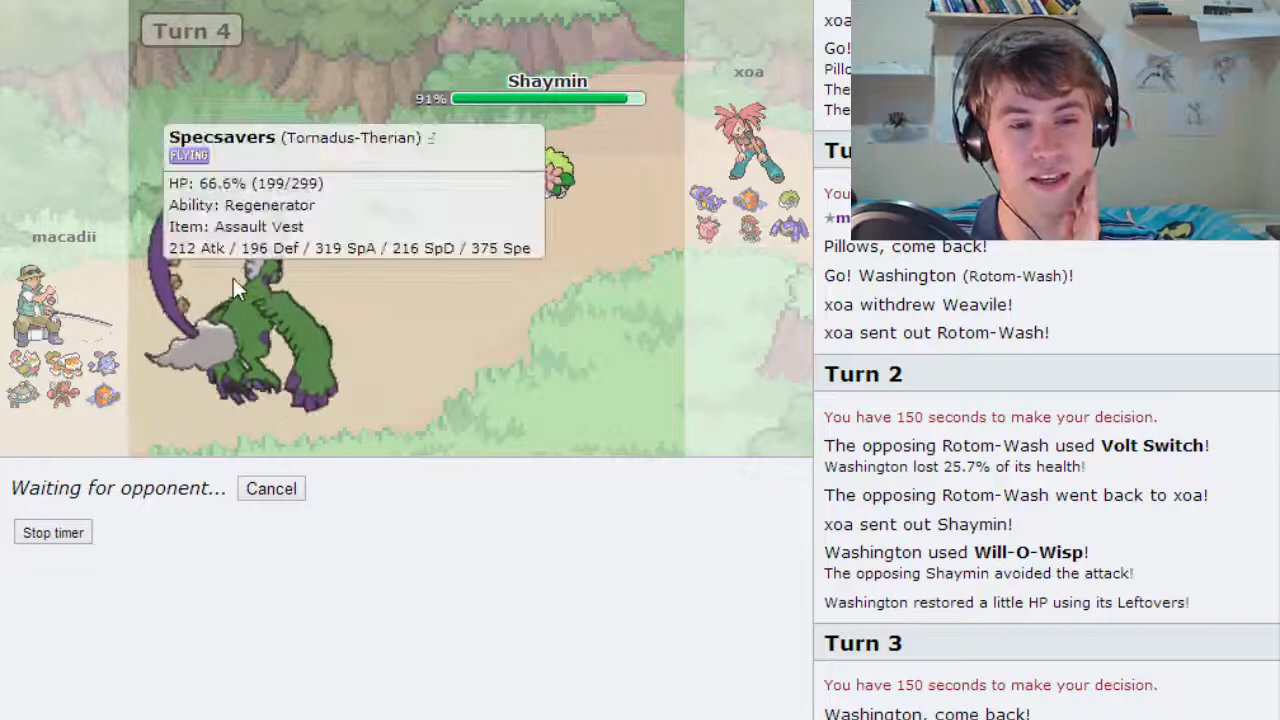 Turn 4
Shaymin
91%
xoa
Specsavers (Tornadus-Therian)
FLYING
HP: 66.6% (199/299)
Ability: Regenerator
Item: Assault Vest
212 Atk / 196 Def / 319 SpA / 216 SpD / 375 Spe
macadii
Waiting for opponent... Cancel
Stop timer
xoa
Go!
Pillo
The
The
Tu
You
★m
Pillows, come back!
Go! Washington (Rotom-Wash)!
xoa withdrew Weavile!
xoa sent out Rotom-Wash!
Turn 2
You have 150 seconds to make your decision.
The opposing Rotom-Wash used Volt Switch!
Washington lost 25.7% of its health!
The opposing Rotom-Wash went back to xoa!
xoa sent out Shaymin!
Washington used Will-O-Wisp!
The opposing Shaymin avoided the attack!
Washington restored a little HP using its Leftovers!
Turn 3
You have 150 seconds to make your decision.
Washington, come back!